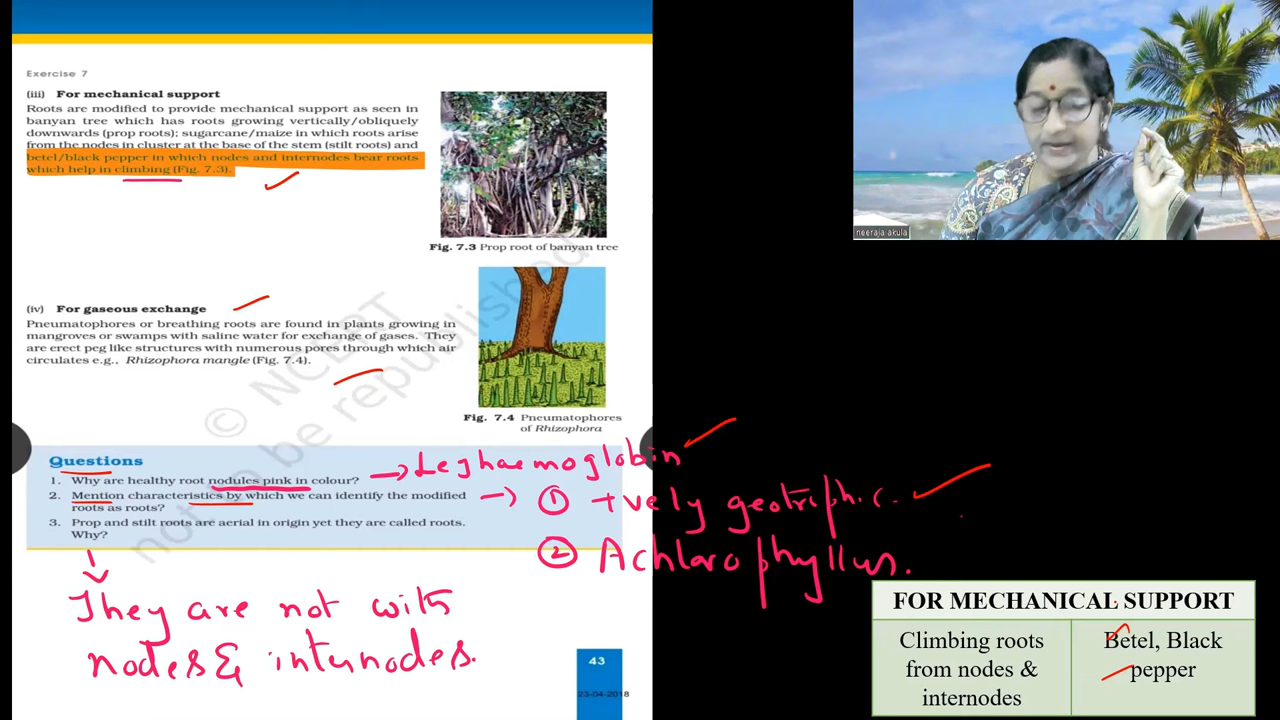 Exercise 7
(iii) For mechanical support
Roots are modified to provide mechanical support as seen in
banyan tree which has roots growing vertically/obliquely
downwards (prop roots); sugarcane/maize in which roots arise
from the nodes in cluster at the base of the stem (stilt roots) and
betel/black pepper in which nodes and internodes bear roots
which help in climbing (Fig. 7.3).
Fig. 7.3 Prop root of banyan tree
(iv) For gaseous exchange
Pneumatophores or breathing roots are found in plants growing in
mangroves or swamps with saline water for exchange of gases. They
are erect peg like structures with numerous pores through which air
circulates e.g., Rhizophora mangle (Fig. 7.4).
Fig. 7.4 Pneumatophores
of Rhizophora
© NCERT
not to be republished
Questions
1. Why are healthy root nodules pink in colour?
→ Leghaemoglobin
2. Mention characteristics by which we can identify the modified
roots as roots?
→ ① +vely geotriphic.
② Achlorophyllus.
3. Prop and stilt roots are aerial in origin yet they are called roots.
Why?
They are not with
nodes & internodes.
43
23-04-2018
neeraja akula
FOR MECHANICAL SUPPORT
Climbing roots
from nodes &
internodes
Betel, Black
pepper